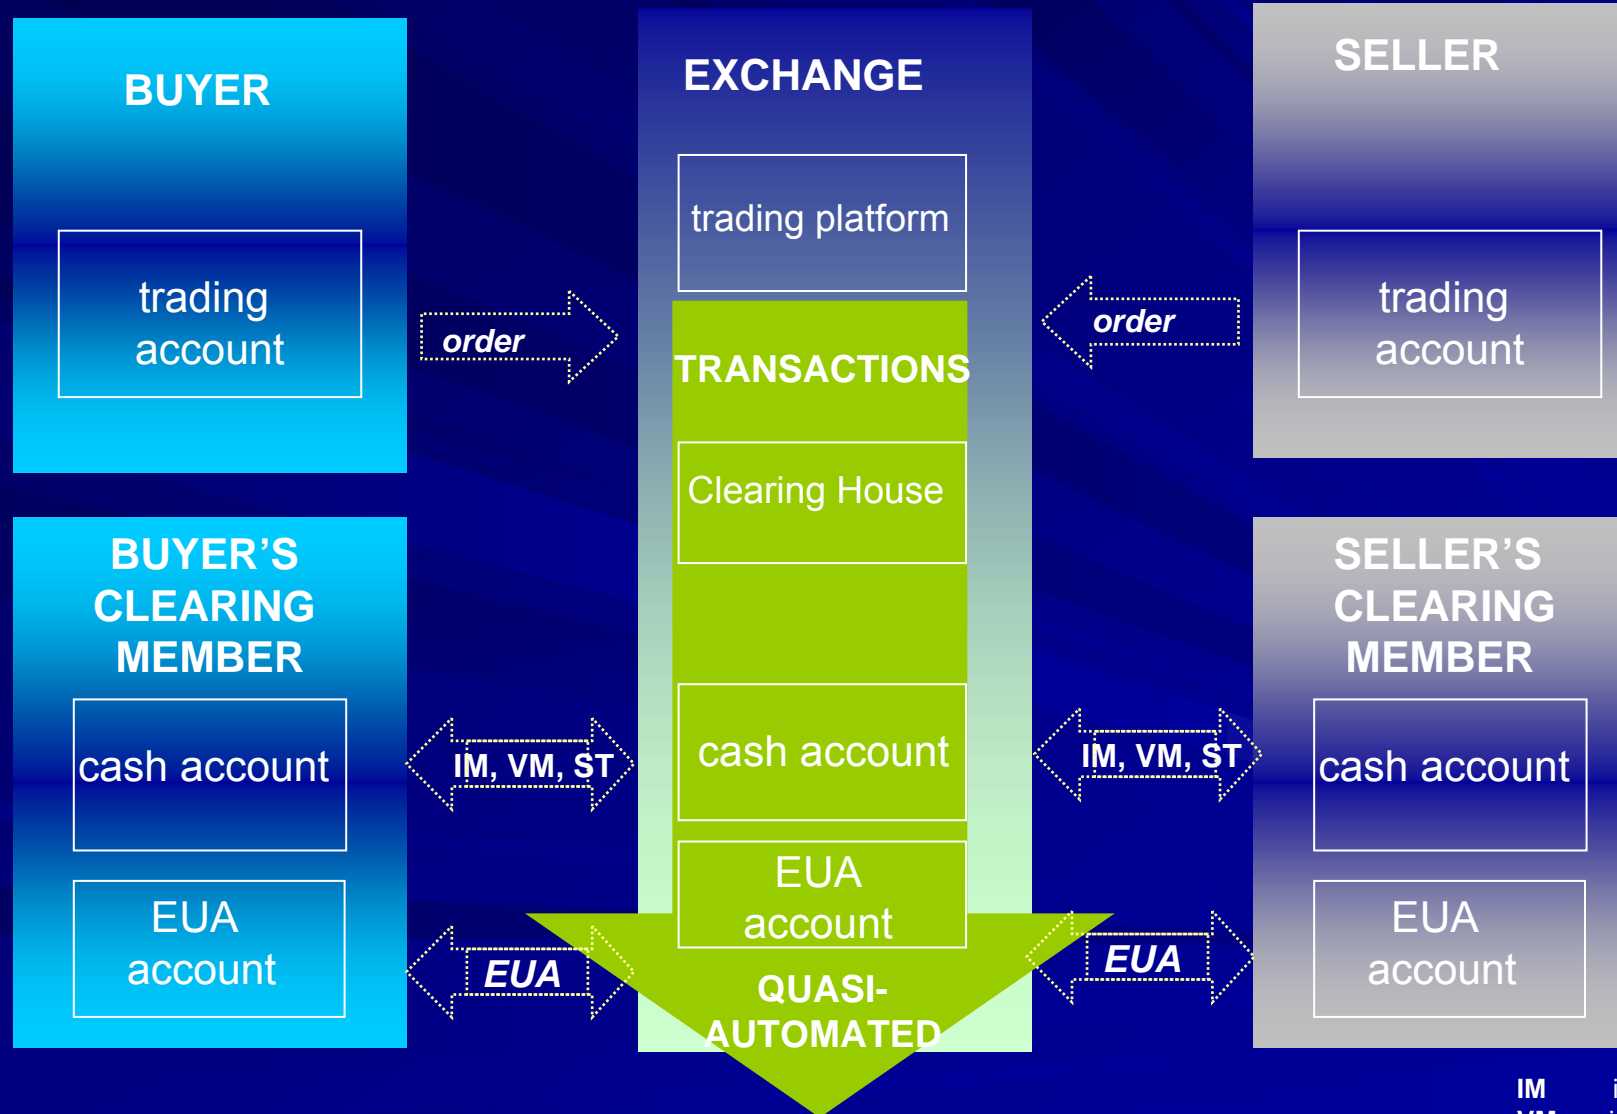 BUYER
trading
account
order
EXCHANGE
trading platform
TRANSACTIONS
Clearing House
cash account
EUA
account
QUASI-
AUTOMATED
SELLER
trading
account
order
BUYER’S
CLEARING
MEMBER
cash account
EUA
account
IM, VM, ST
EUA
IM, VM, ST
EUA
SELLER’S
CLEARING
MEMBER
cash account
EUA
account
IM